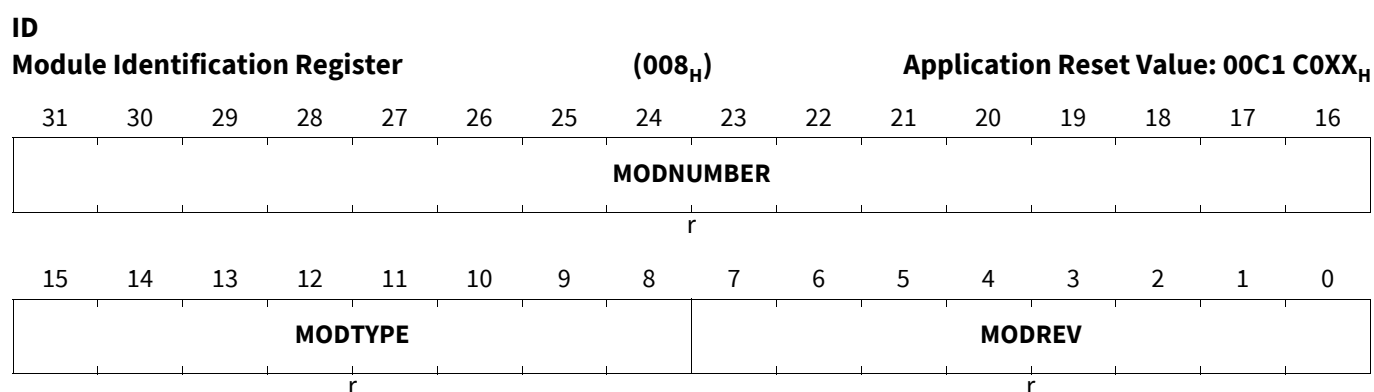 ID
Module Identification Register (008H) Application Reset Value: 00C1 C0XXH
31 30 29 28 27 26 25 24 23 22 21 20 19 18 17 16
MODNUMBER
r
15 14 13 12 11 10 9 8 7 6 5 4 3 2 1 0
MODTYPE MODREV
r r